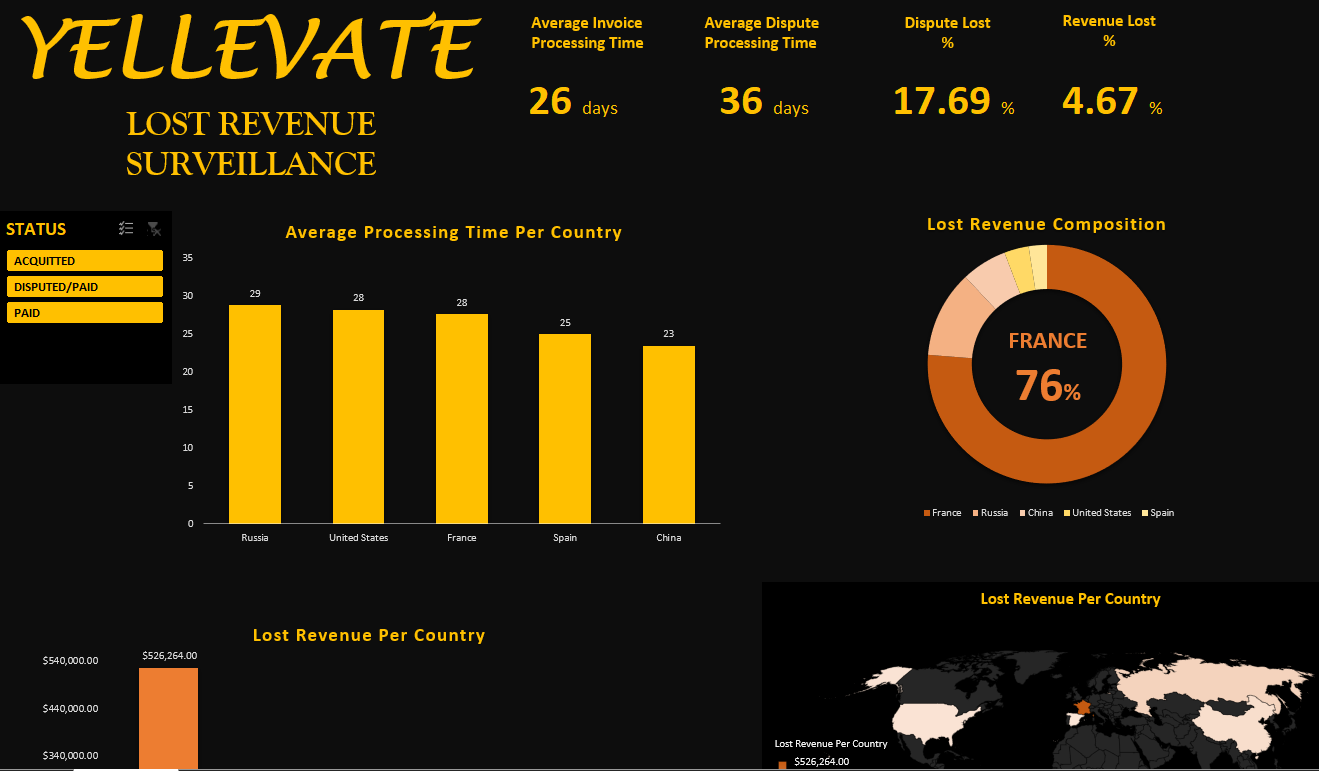 YELLEVATE
LOST REVENUE
SURVEILLANCE
Average Invoice
Processing Time
26 days
Average Dispute
Processing Time
36 days
Dispute Lost
%
17.69 %
Revenue Lost
%
4.67 %
STATUS
ACQUITTED
DISPUTED/PAID
PAID
Average Processing Time Per Country
35
30
25
20
15
10
5
0
29
28
28
25
23
Russia
United States
France
Spain
China
Lost Revenue Composition
FRANCE
76%
France
Russia
China
United States
Spain
Lost Revenue Per Country
$540,000.00
$440,000.00
$340,000.00
$526,264.00
Lost Revenue Per Country
Lost Revenue Per Country
$526,264.00